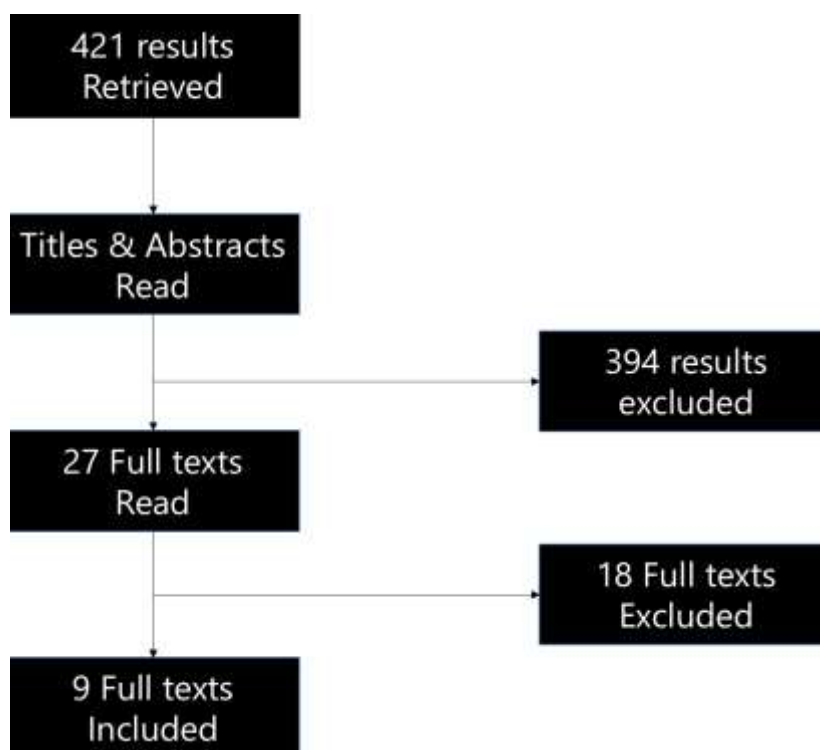 421 results
Retrieved
Titles & Abstracts
Read
394 results
excluded
27 Full texts
Read
18 Full texts
Excluded
9 Full texts
Included